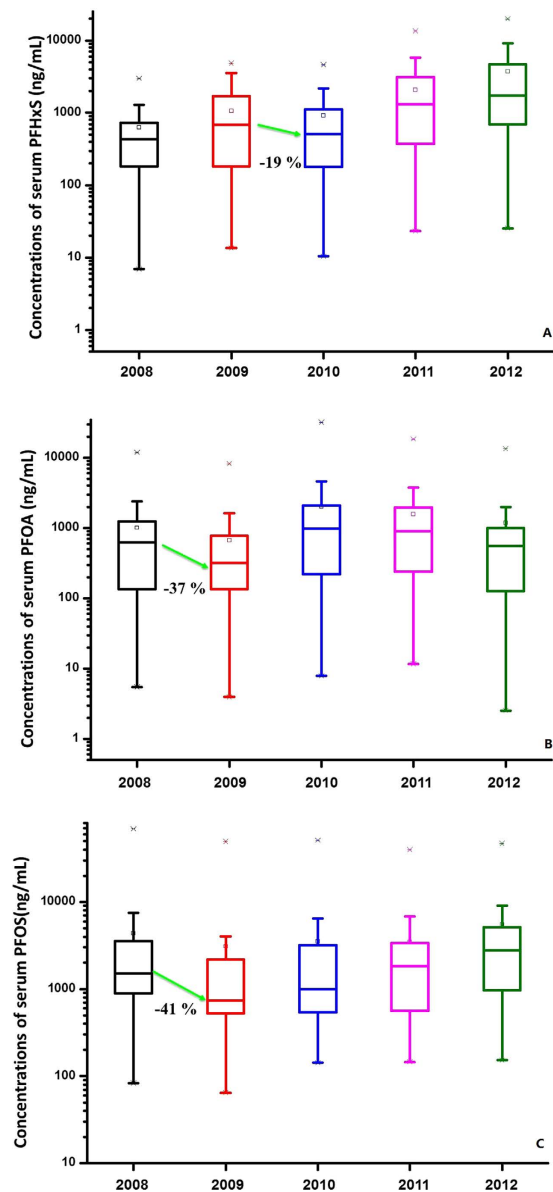 Concentrations of serum PFHxS (ng/mL)
10000
1000
100
10
1
-19 %
A
2008 2009 2010 2011 2012
Concentrations of serum PFOA (ng/mL)
10000
1000
100
10
1
-37 %
B
2008 2009 2010 2011 2012
Concentrations of serum PFOS(ng/mL)
10000
1000
100
10
-41 %
C
2008 2009 2010 2011 2012